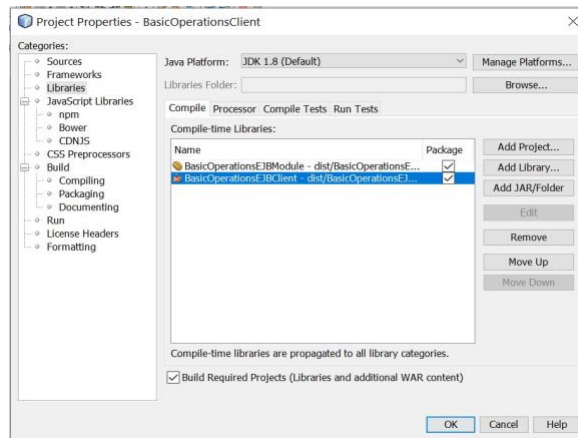 Project Properties - BasicOperationsClient
Categories:
Sources
Frameworks
Libraries
JavaScript Libraries
npm
Bower
CDNJS
CSS Preprocessors
Build
Compiling
Packaging
Documenting
Run
License Headers
Formatting
Java Platform: JDK 1.8 (Default) Manage Platforms...
Libraries Folder: Browse...
Compile Processor Compile Tests Run Tests
Compile-time Libraries:
Name Package
BasicOperationsEJBModule - dist/BasicOperationsE...
BasicOperationsEJBClient - dist/BasicOperationsEJ...
Add Project...
Add Library...
Add JAR/Folder
Edit
Remove
Move Up
Move Down
Compile-time libraries are propagated to all library categories.
Build Required Projects (Libraries and additional WAR content)
OK Cancel Help